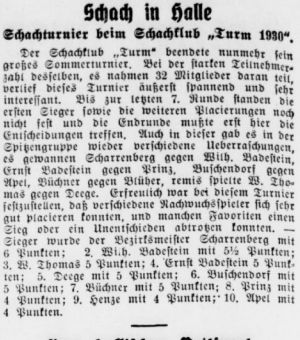 Schach in Halle
Schachturnier beim Schachklub „Turm 1930“.
Der Schachklub „Turm“ beendete nunmehr sein
großes Sommerturnier. Bei der starken Teilnehmer-
zahl desselben, es nahmen 32 Mitglieder daran teil,
verlief dieses Turnier äußerst spannend und sehr
interessant. Bis zur letzten 7. Runde standen die
ersten Sieger sowie die weiteren Placierungen noch
nicht fest und die Endrunde mußte erst hier die
Entscheidungen treffen. Auch in dieser gab es in der
Spitzengruppe wieder verschiedene Ueberraschungen,
es gewannen Scharrenberg gegen Wilh. Badestein,
Ernst Badestein gegen Prinz, Buschendorf gegen
Apel, Büchner gegen Blüher, remis spielte W. Tho-
mas gegen Deege. Erfreulich war bei diesem Turnier
festzustellen, daß verschiedene Nachwuchsspieler sich sehr
gut placieren konnten, und manchen Favoriten einen
Sieg oder ein Unentschieden abtrotzen konnten. —
Sieger wurde der Bezirksmeister Scharrenberg mit
6 Punkten; 2. Wilh. Badestein mit 5½ Punkten;
3. W. Thomas 5 Punkten; 4. Ernst Badestein 5 Punk-
ten; 5. Deege mit 5 Punkten; 6. Buschendorf mit
5 Punkten; 7. Büchner mit 5 Punkten; 8. Prinz mit
4 Punkten; 9. Henze mit 4 Punkten; 10. Apel mit
4 Punkten.